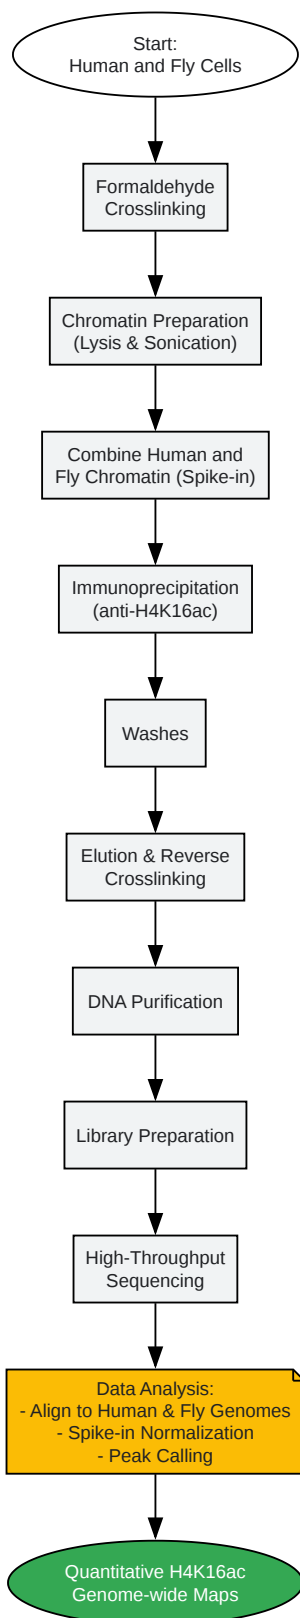 Start:
Human and Fly Cells
Formaldehyde
Crosslinking
Chromatin Preparation
(Lysis & Sonication)
Combine Human and
Fly Chromatin (Spike-in)
Immunoprecipitation
(anti-H4K16ac)
Washes
Elution & Reverse
Crosslinking
DNA Purification
Library Preparation
High-Throughput
Sequencing
Data Analysis:
- Align to Human & Fly Genomes
- Spike-in Normalization
- Peak Calling
Quantitative H4K16ac
Genome-wide Maps